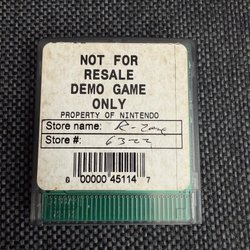 NOT FOR
RESALE
DEMO GAME
ONLY
PROPERTY OF NINTENDO
Store name: R-Zone
Store #: 6322
6 00000 45114 7